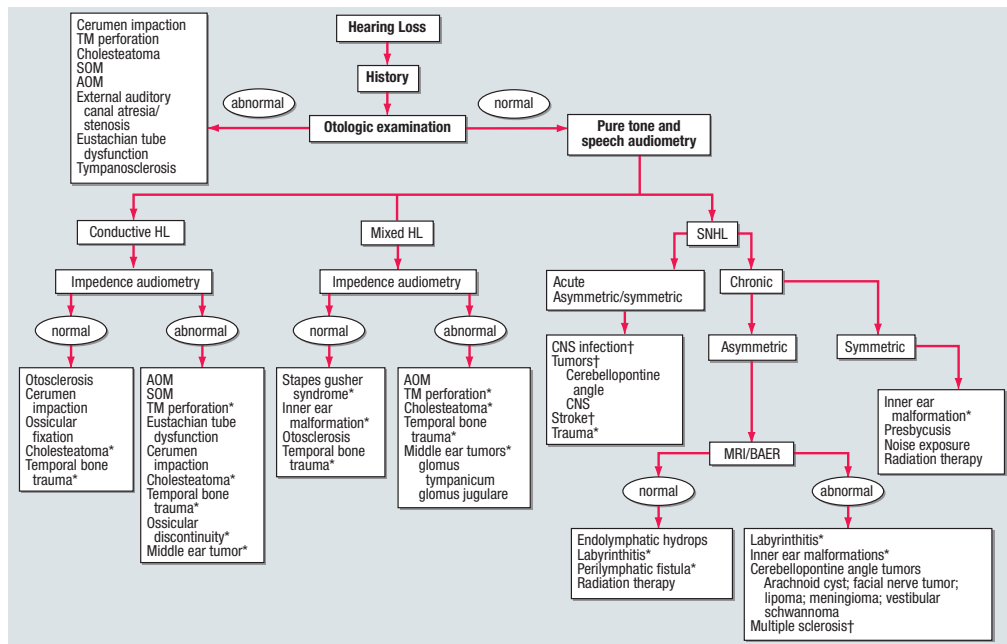 Cerumen impaction
TM perforation
Cholesteatoma
SOM
AOM
External auditory
canal atresia/
stenosis
Eustachian tube
dysfunction
Tympanosclerosis
Hearing Loss
History
abnormal
normal
Otologic examination
Pure tone and
speech audiometry
Conductive HL
Mixed HL
SNHL
Impedence audiometry
Impedence audiometry
Acute
Asymmetric/symmetric
Chronic
normal
abnormal
normal
abnormal
Asymmetric
Symmetric
Otosclerosis
Cerumen
impaction
Ossicular
fixation
Cholesteatoma*
Temporal bone
trauma*
AOM
SOM
TM perforation*
Eustachian tube
dysfunction
Cerumen
impaction
Cholesteatoma*
Temporal bone
trauma*
Ossicular
discontinuity*
Middle ear tumor*
Stapes gusher
syndrome*
Inner ear
malformation*
Otosclerosis
Temporal bone
trauma*
AOM
TM perforation*
Cholesteatoma*
Temporal bone
trauma*
Middle ear tumors*
glomus
tympanicum
glomus jugulare
CNS infection†
Tumors†
Cerebellopontine
angle
CNS
Stroke†
Trauma*
Inner ear
malformation*
Presbycusis
Noise exposure
Radiation therapy
MRI/BAER
normal
abnormal
Endolymphatic hydrops
Labyrinthitis*
Perilymphatic fistula*
Radiation therapy
Labyrinthitis*
Inner ear malformations*
Cerebellopontine angle tumors
Arachnoid cyst; facial nerve tumor;
lipoma; meningioma; vestibular
schwannoma
Multiple sclerosis†